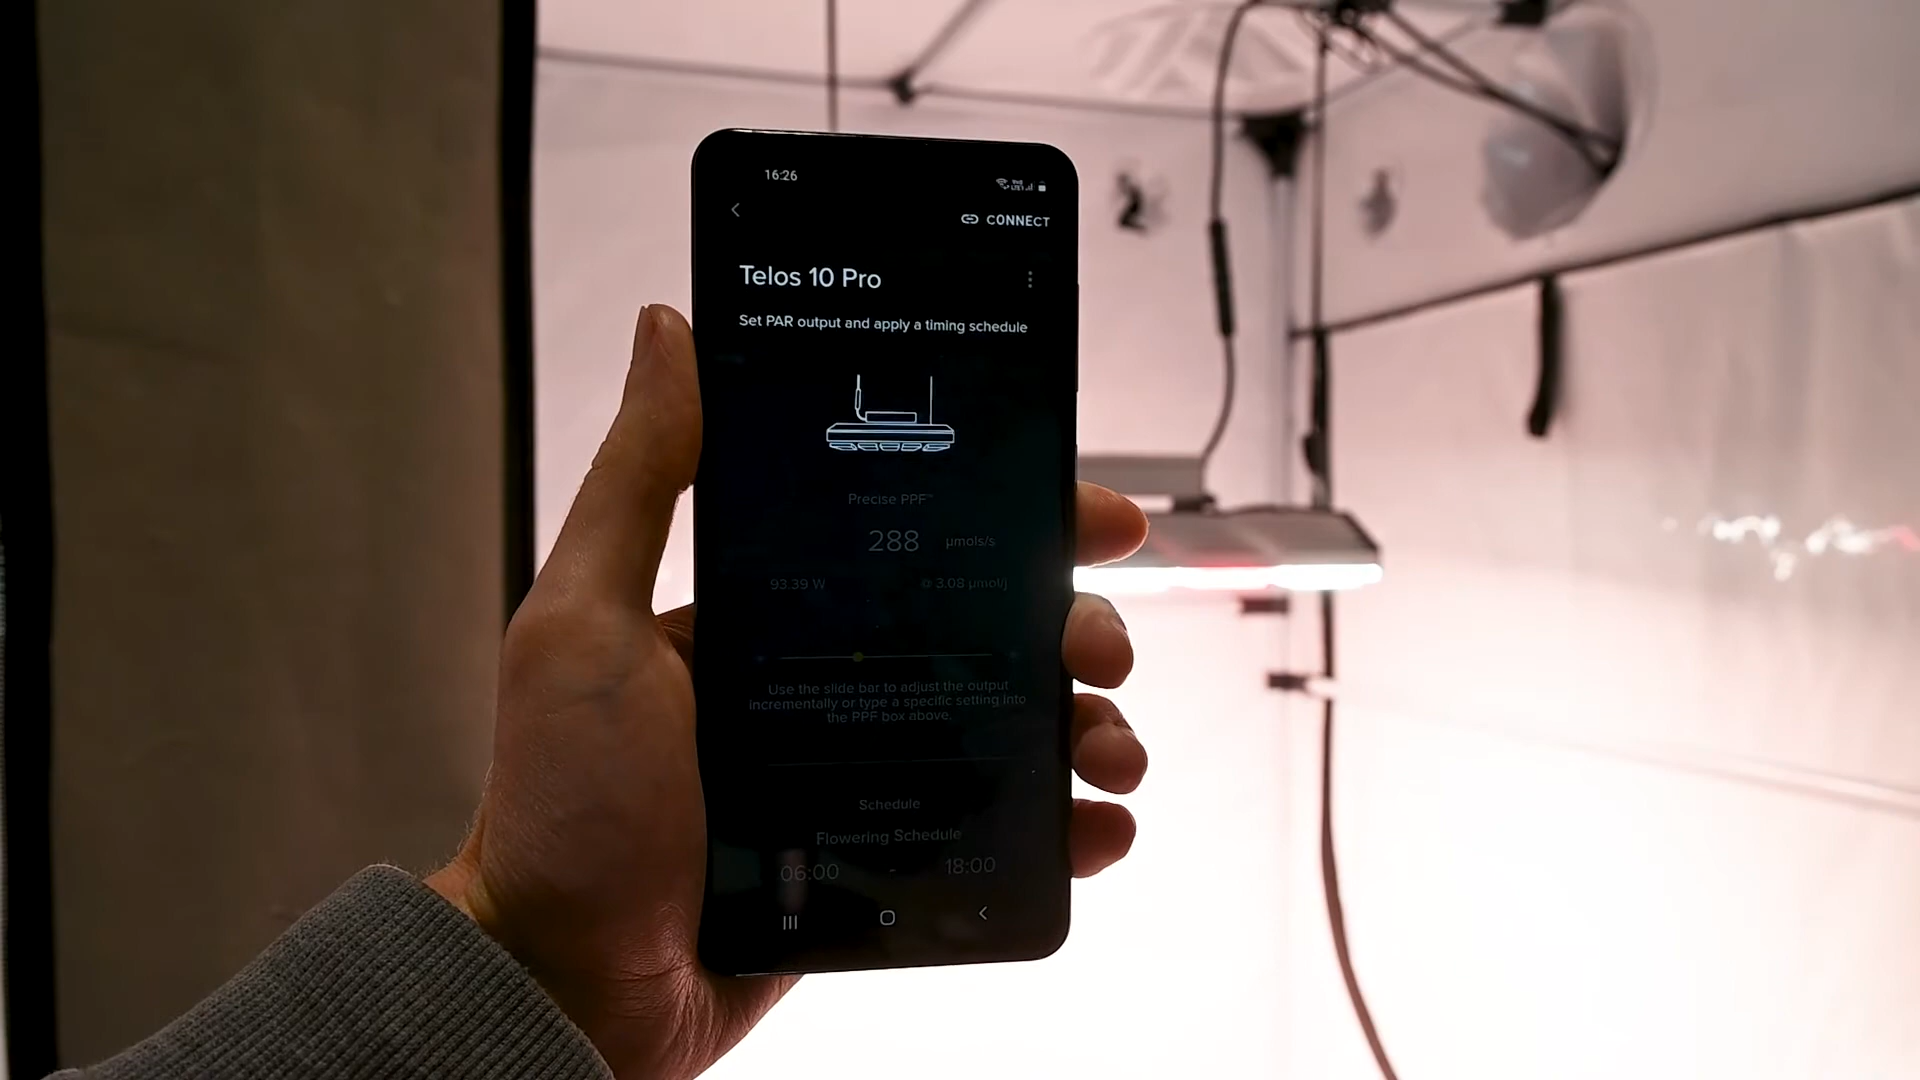 16:26
CONNECT
Telos 10 Pro
Set PAR output and apply a timing schedule
Precise PPF™
288 µmols/s
93.39 W @ 3.08 µmol/j
Use the slide bar to adjust the output
incrementally or type a specific setting into
the PPF box above.
Schedule
Flowering Schedule
06:00 - 18:00